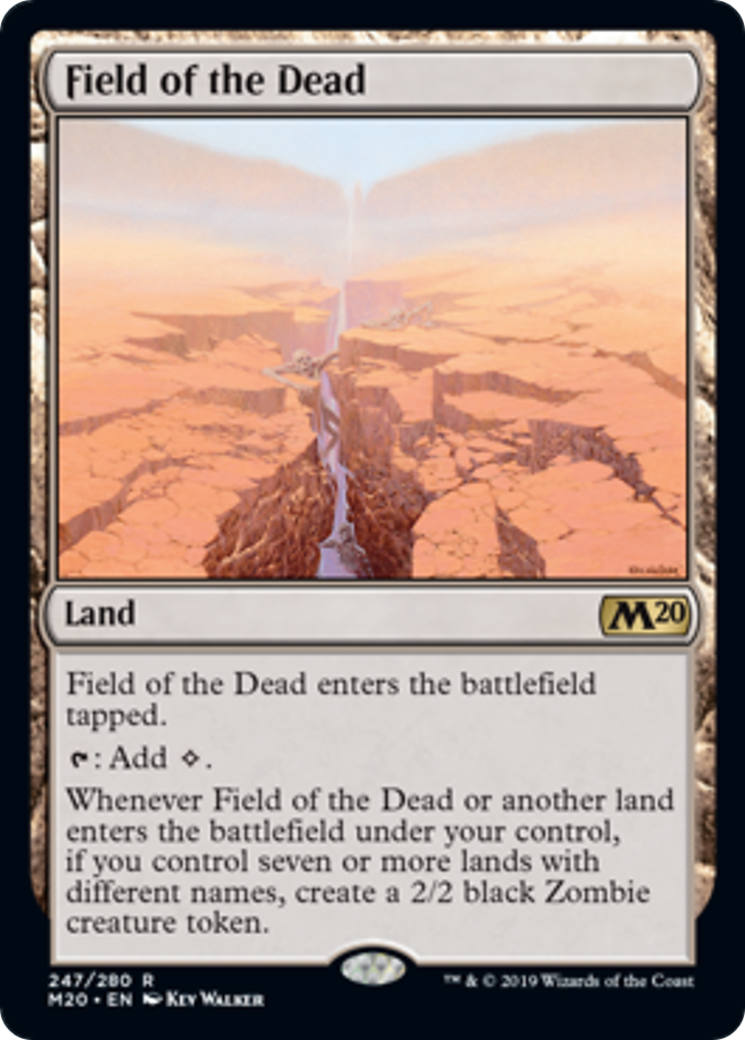 Field of the Dead
Land
M20
Field of the Dead enters the battlefield
tapped.
: Add .
Whenever Field of the Dead or another land
enters the battlefield under your control,
if you control seven or more lands with
different names, create a 2/2 black Zombie
creature token.
247/280 R
M20 • EN Kev Walker
™ & © 2019 Wizards of the Coast